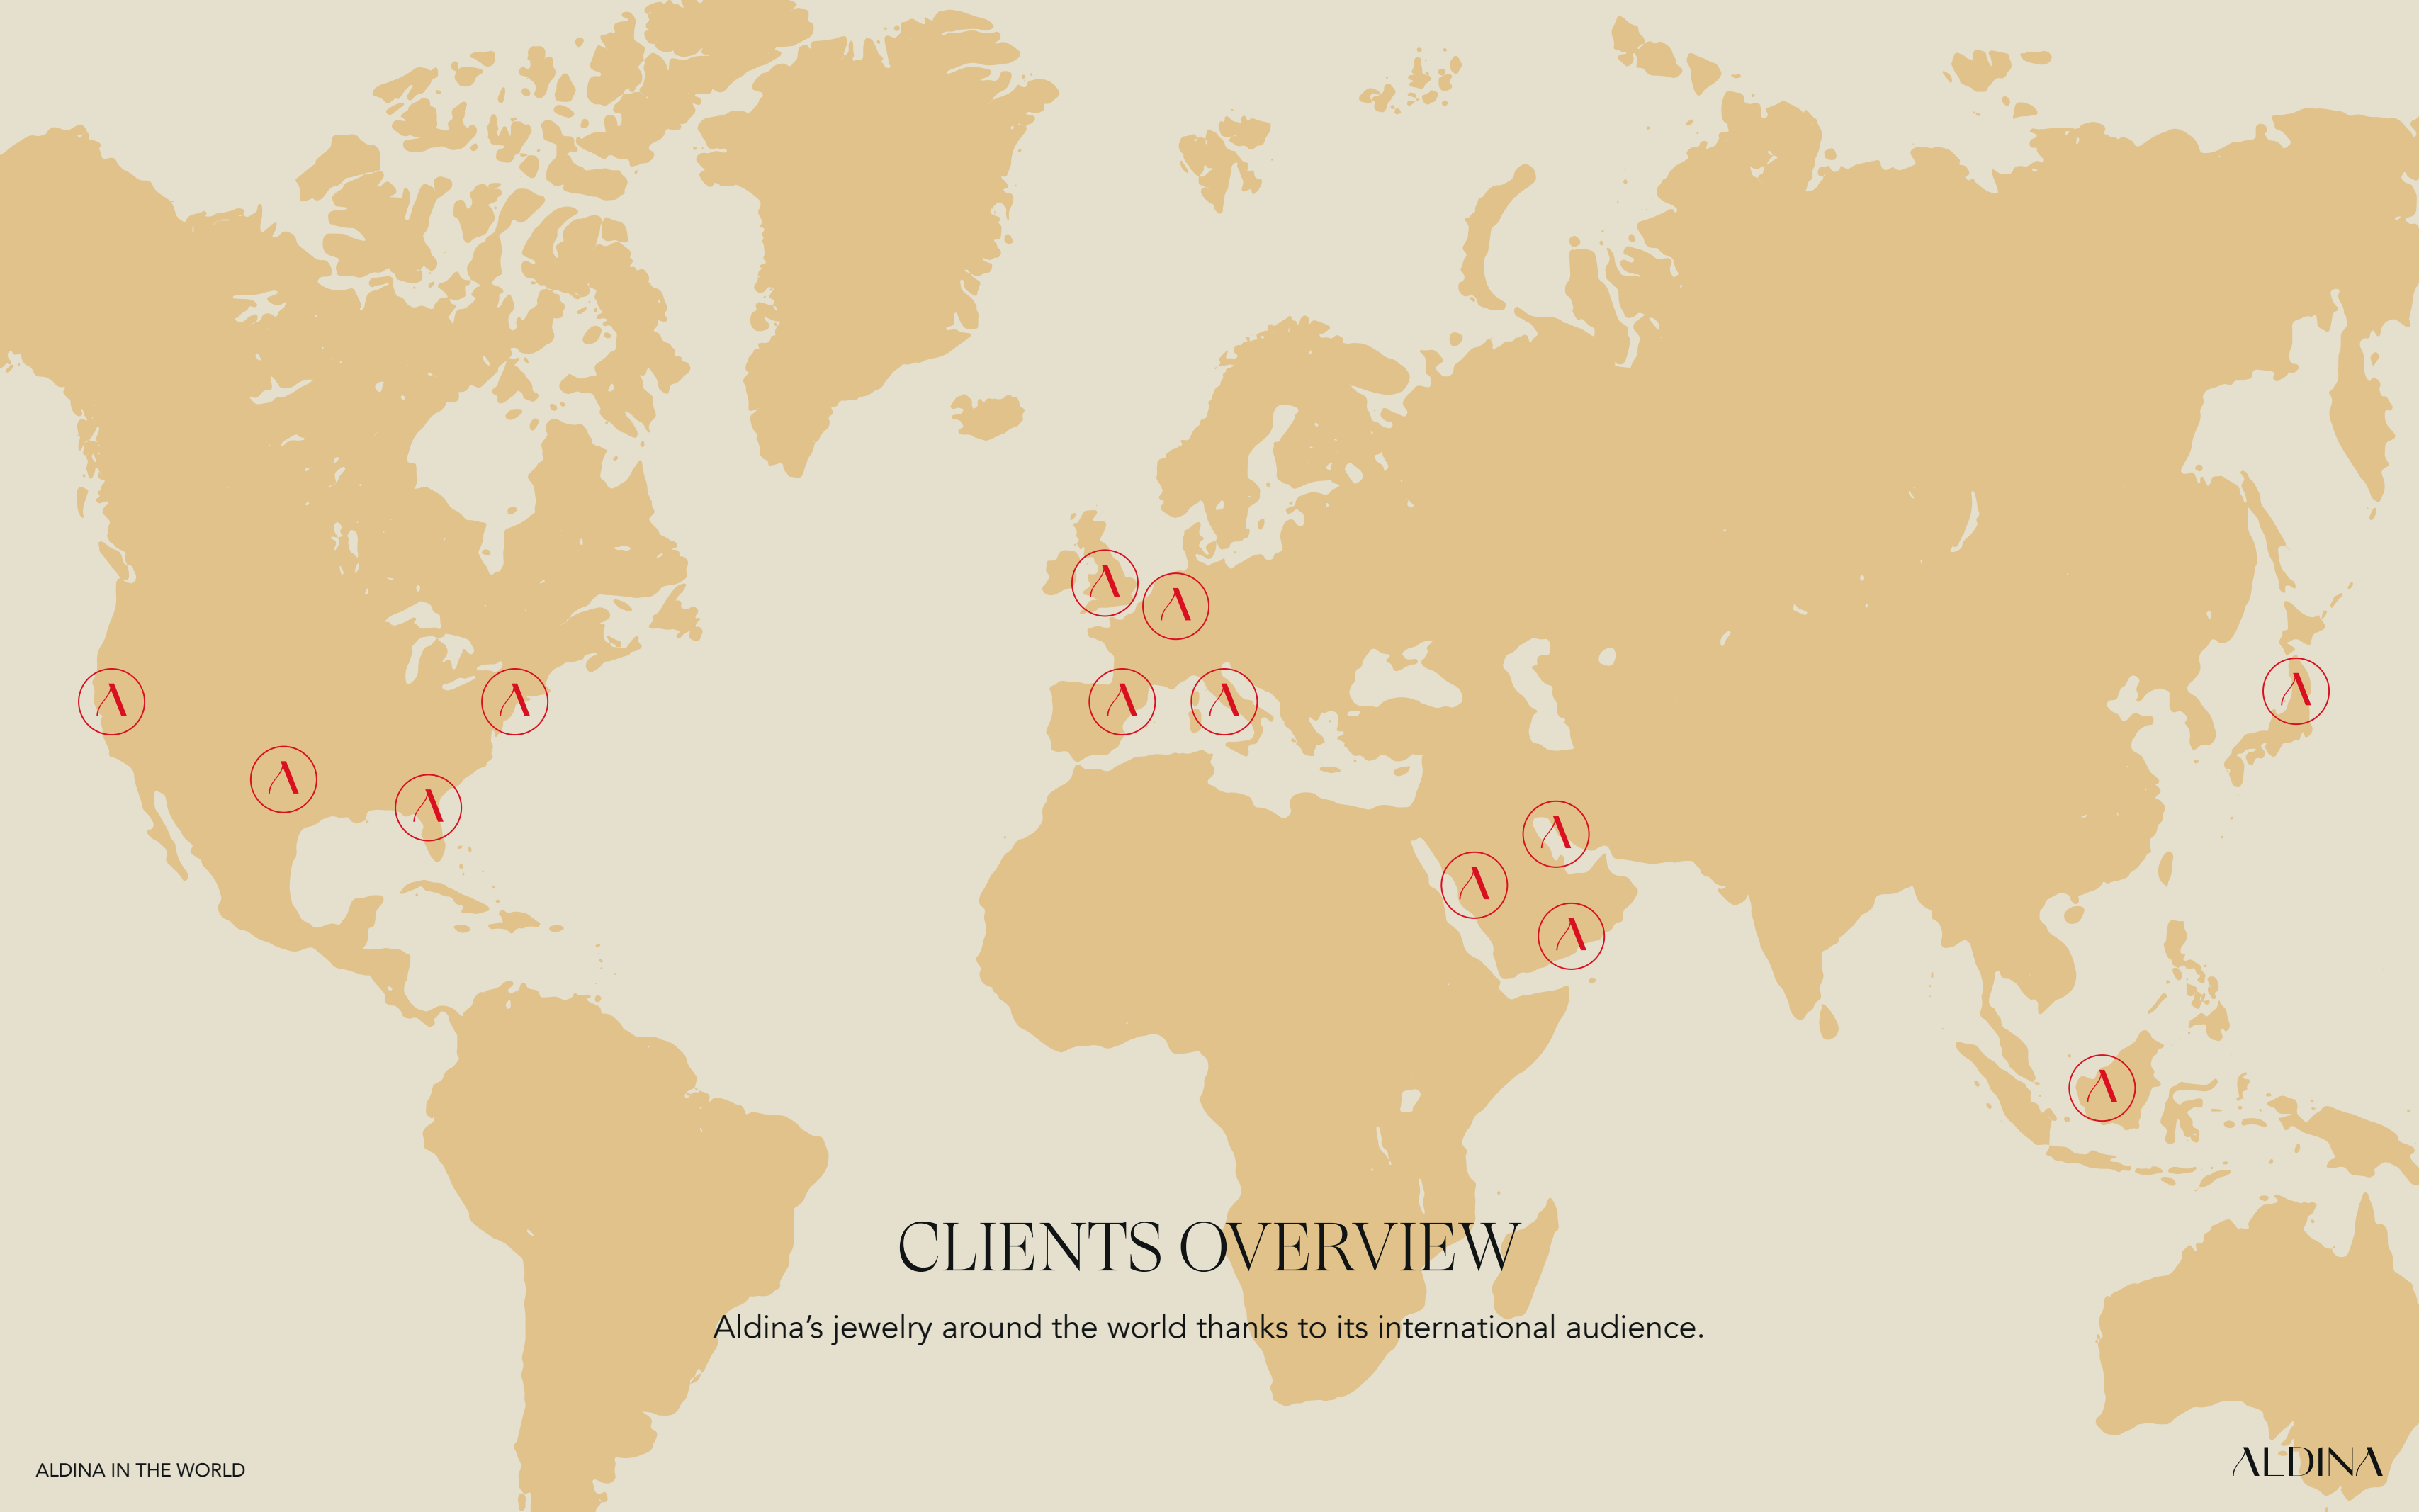 CLIENTS OVERVIEW
Aldina’s jewelry around the world thanks to its international audience.
ALDINA IN THE WORLD
ALDINA